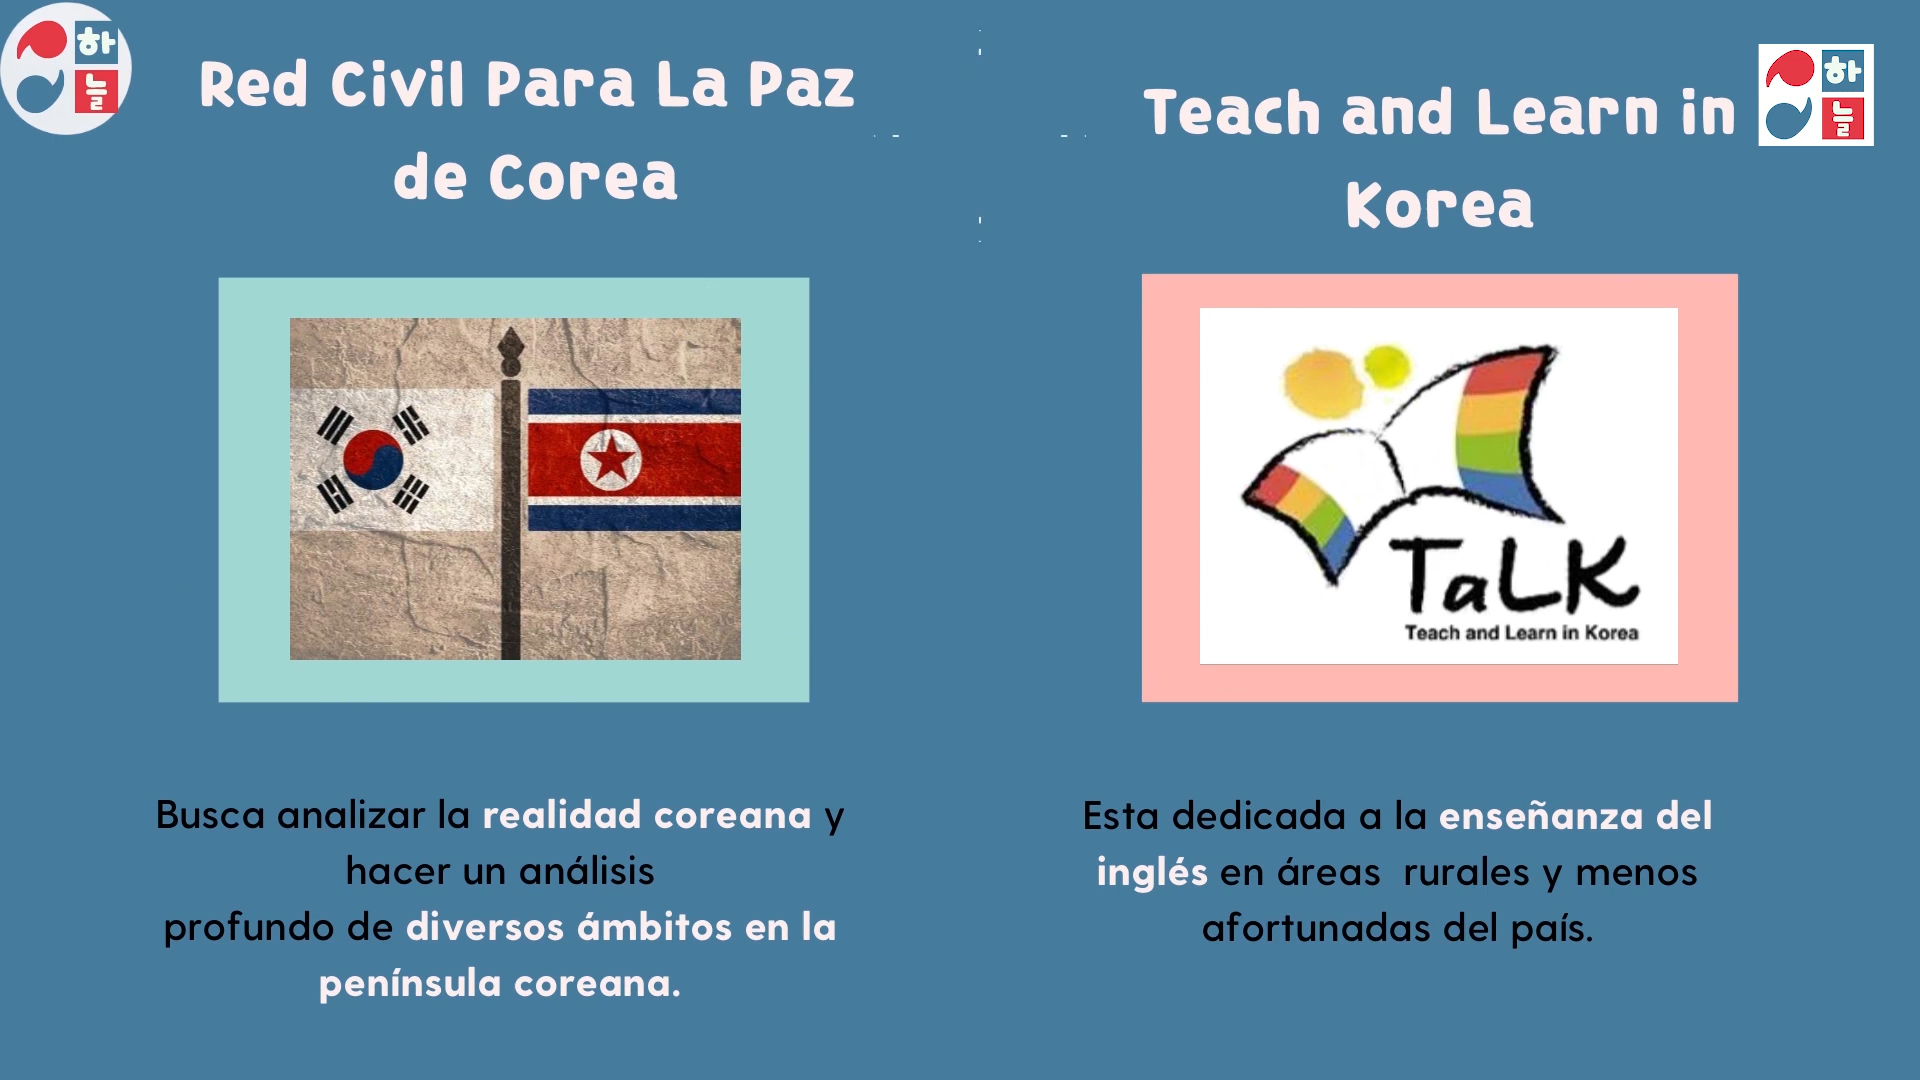 하
늘
Red Civil Para La Paz
de Corea
Busca analizar la realidad coreana y
hacer un análisis
profundo de diversos ámbitos en la
península coreana.
Teach and Learn in
Korea
하
늘
TaLK
Teach and Learn in Korea
Esta dedicada a la enseñanza del
inglés en áreas  rurales y menos
afortunadas del país.